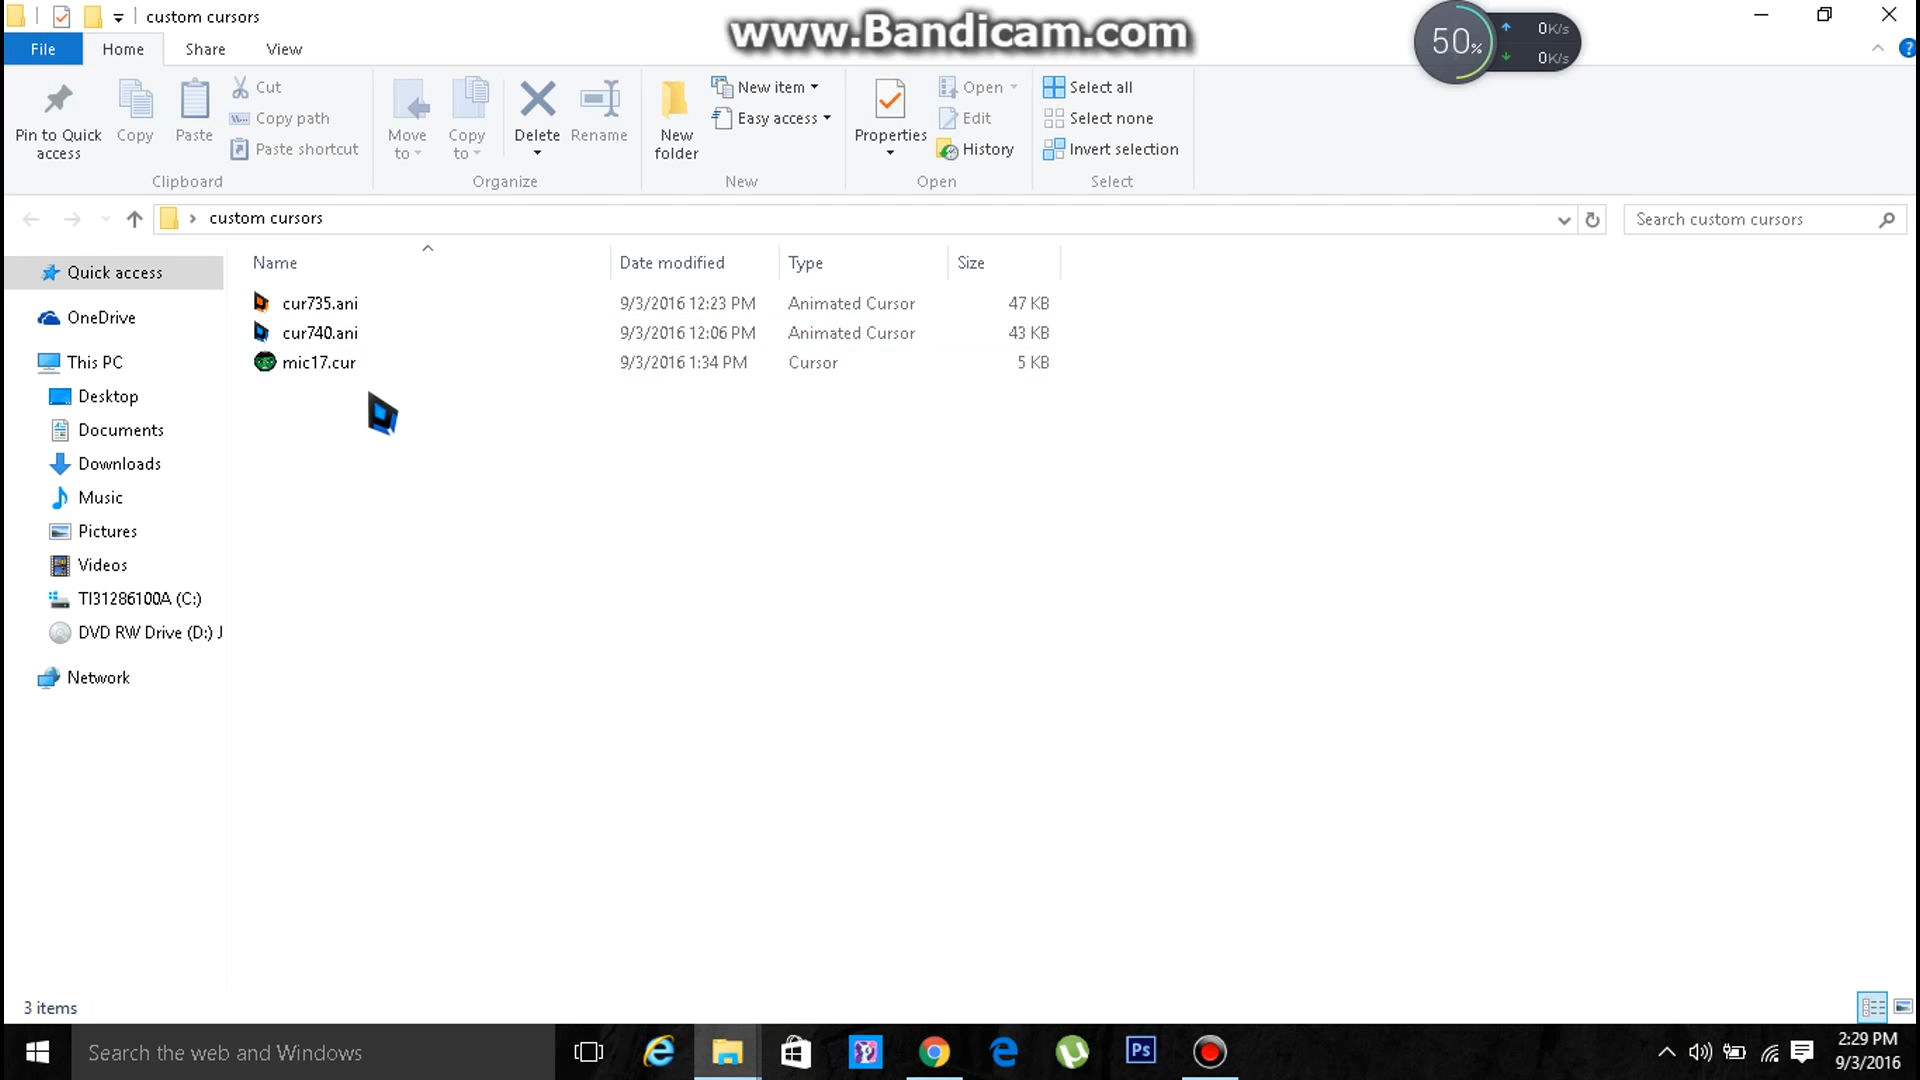 custom cursors
www.Bandicam.com
50%
0K/s
0K/s
File
Home
Share
View
Pin to Quick access
Copy
Paste
Cut
Copy path
Paste shortcut
Clipboard
Move to
Copy to
Delete
Rename
Organize
New folder
New item
Easy access
New
Properties
Open
Edit
History
Open
Select all
Select none
Invert selection
Select
custom cursors
Search custom cursors
Name
Date modified
Type
Size
cur735.ani 9/3/2016 12:23 PM Animated Cursor 47 KB
cur740.ani 9/3/2016 12:06 PM Animated Cursor 43 KB
mic17.cur 9/3/2016 1:34 PM Cursor 5 KB
Quick access
OneDrive
This PC
Desktop
Documents
Downloads
Music
Pictures
Videos
TI31286100A (C:)
DVD RW Drive (D:) J
Network
3 items
Search the web and Windows
Ps
2:29 PM
9/3/2016